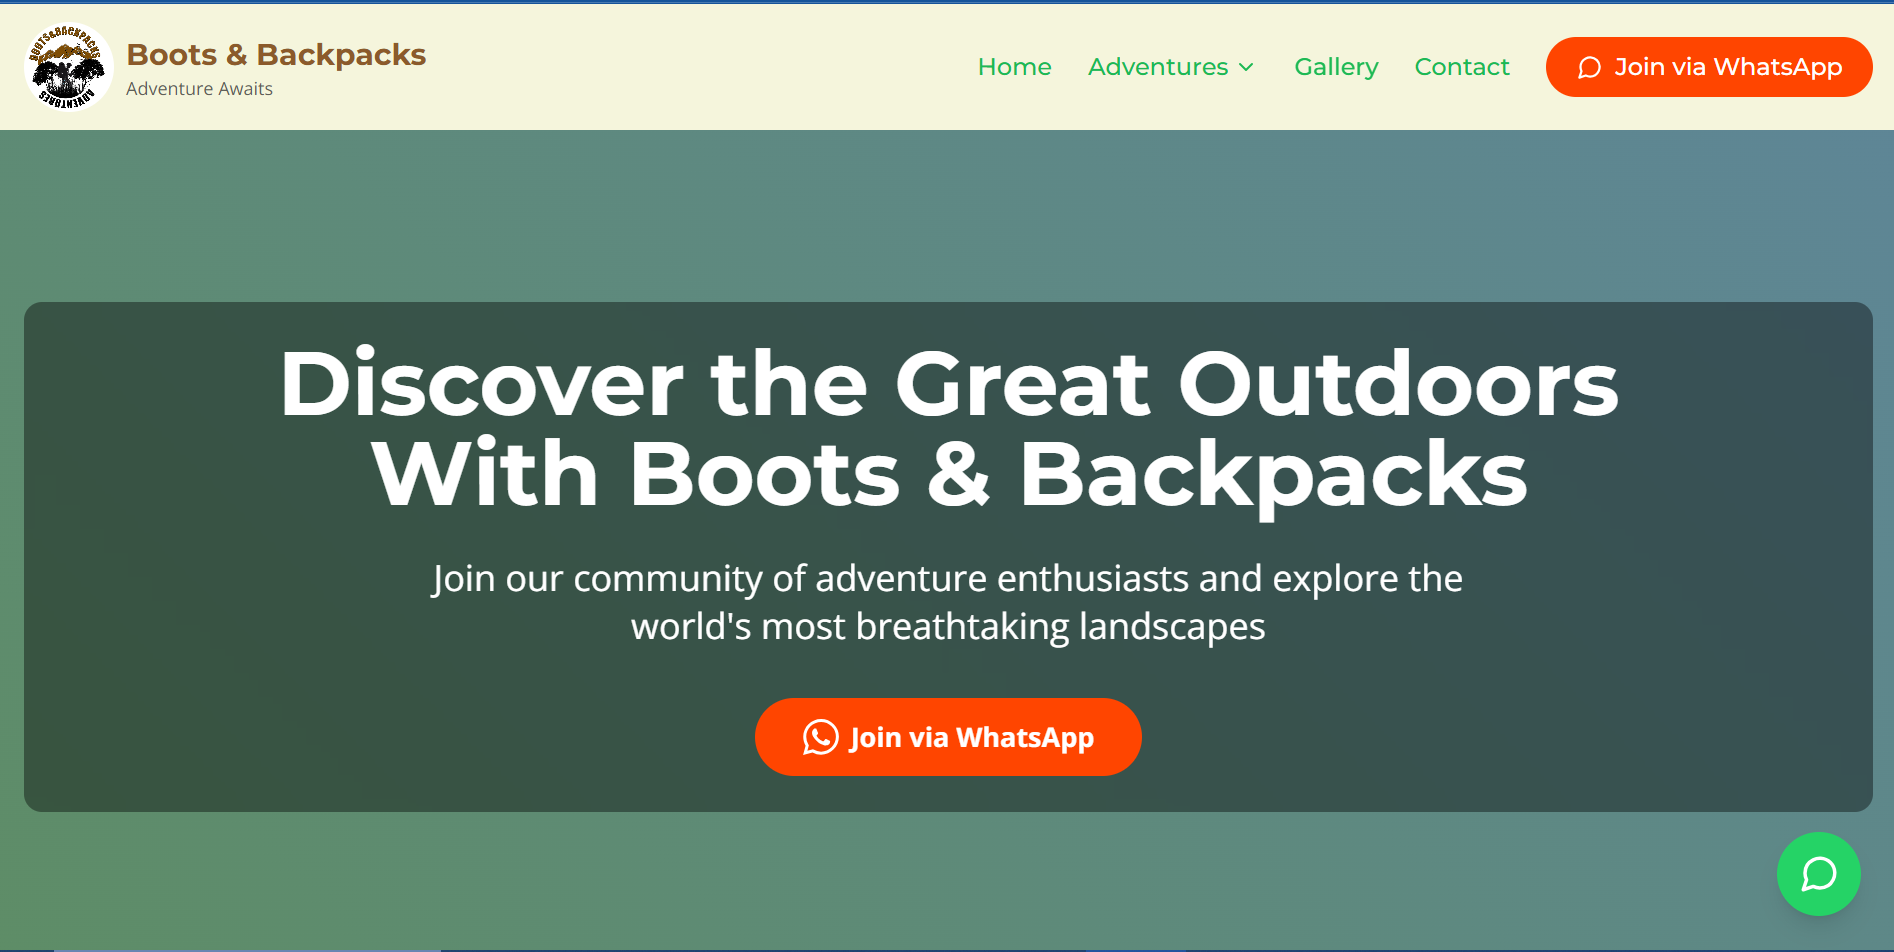 BOOTS&BACKPACKS
ADVENTURES
Boots & Backpacks
Adventure Awaits
Home
Adventures
Gallery
Contact
Join via WhatsApp
Discover the Great Outdoors
With Boots & Backpacks
Join our community of adventure enthusiasts and explore the
world's most breathtaking landscapes
Join via WhatsApp